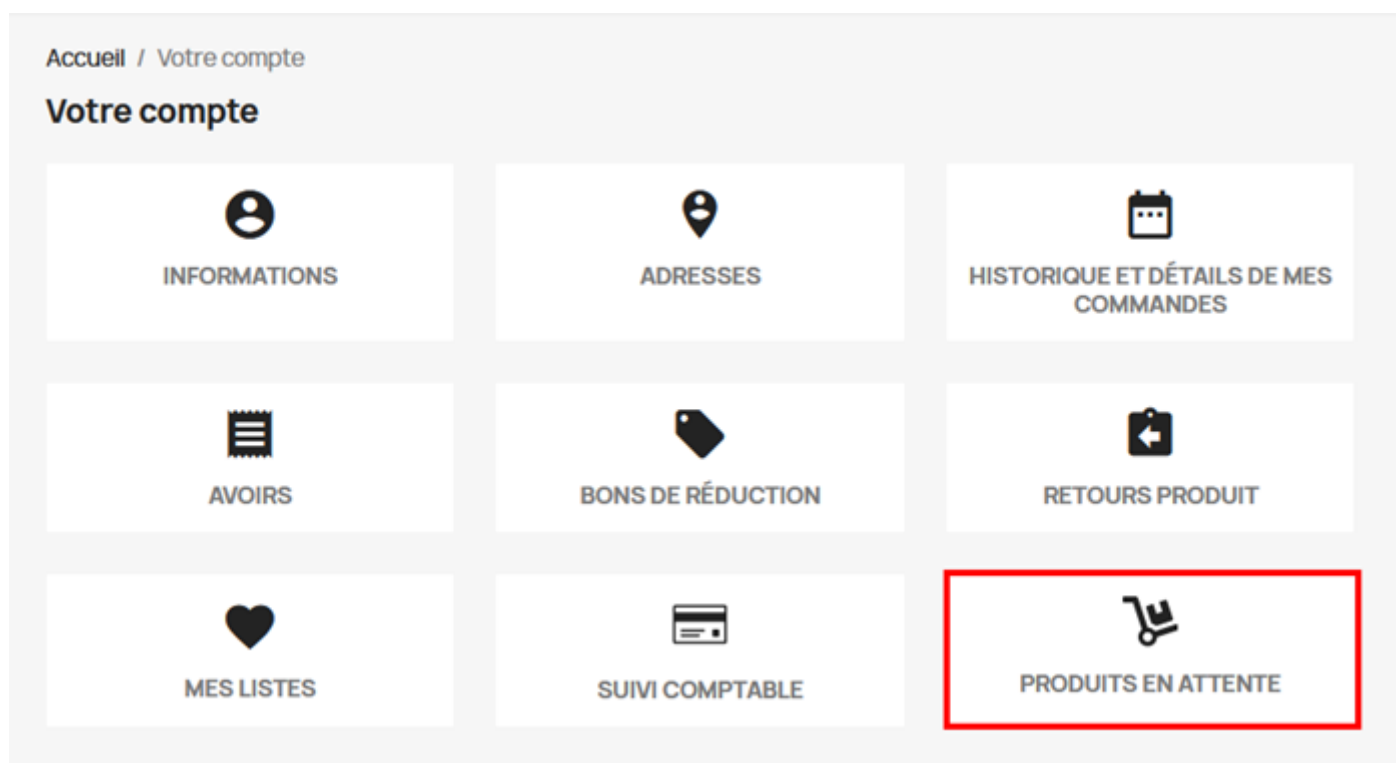 Accueil / Votre compte
Votre compte
INFORMATIONS
ADRESSES
HISTORIQUE ET DÉTAILS DE MES
COMMANDES
AVOIRS
BONS DE RÉDUCTION
RETOURS PRODUIT
MES LISTES
SUIVI COMPTABLE
PRODUITS EN ATTENTE